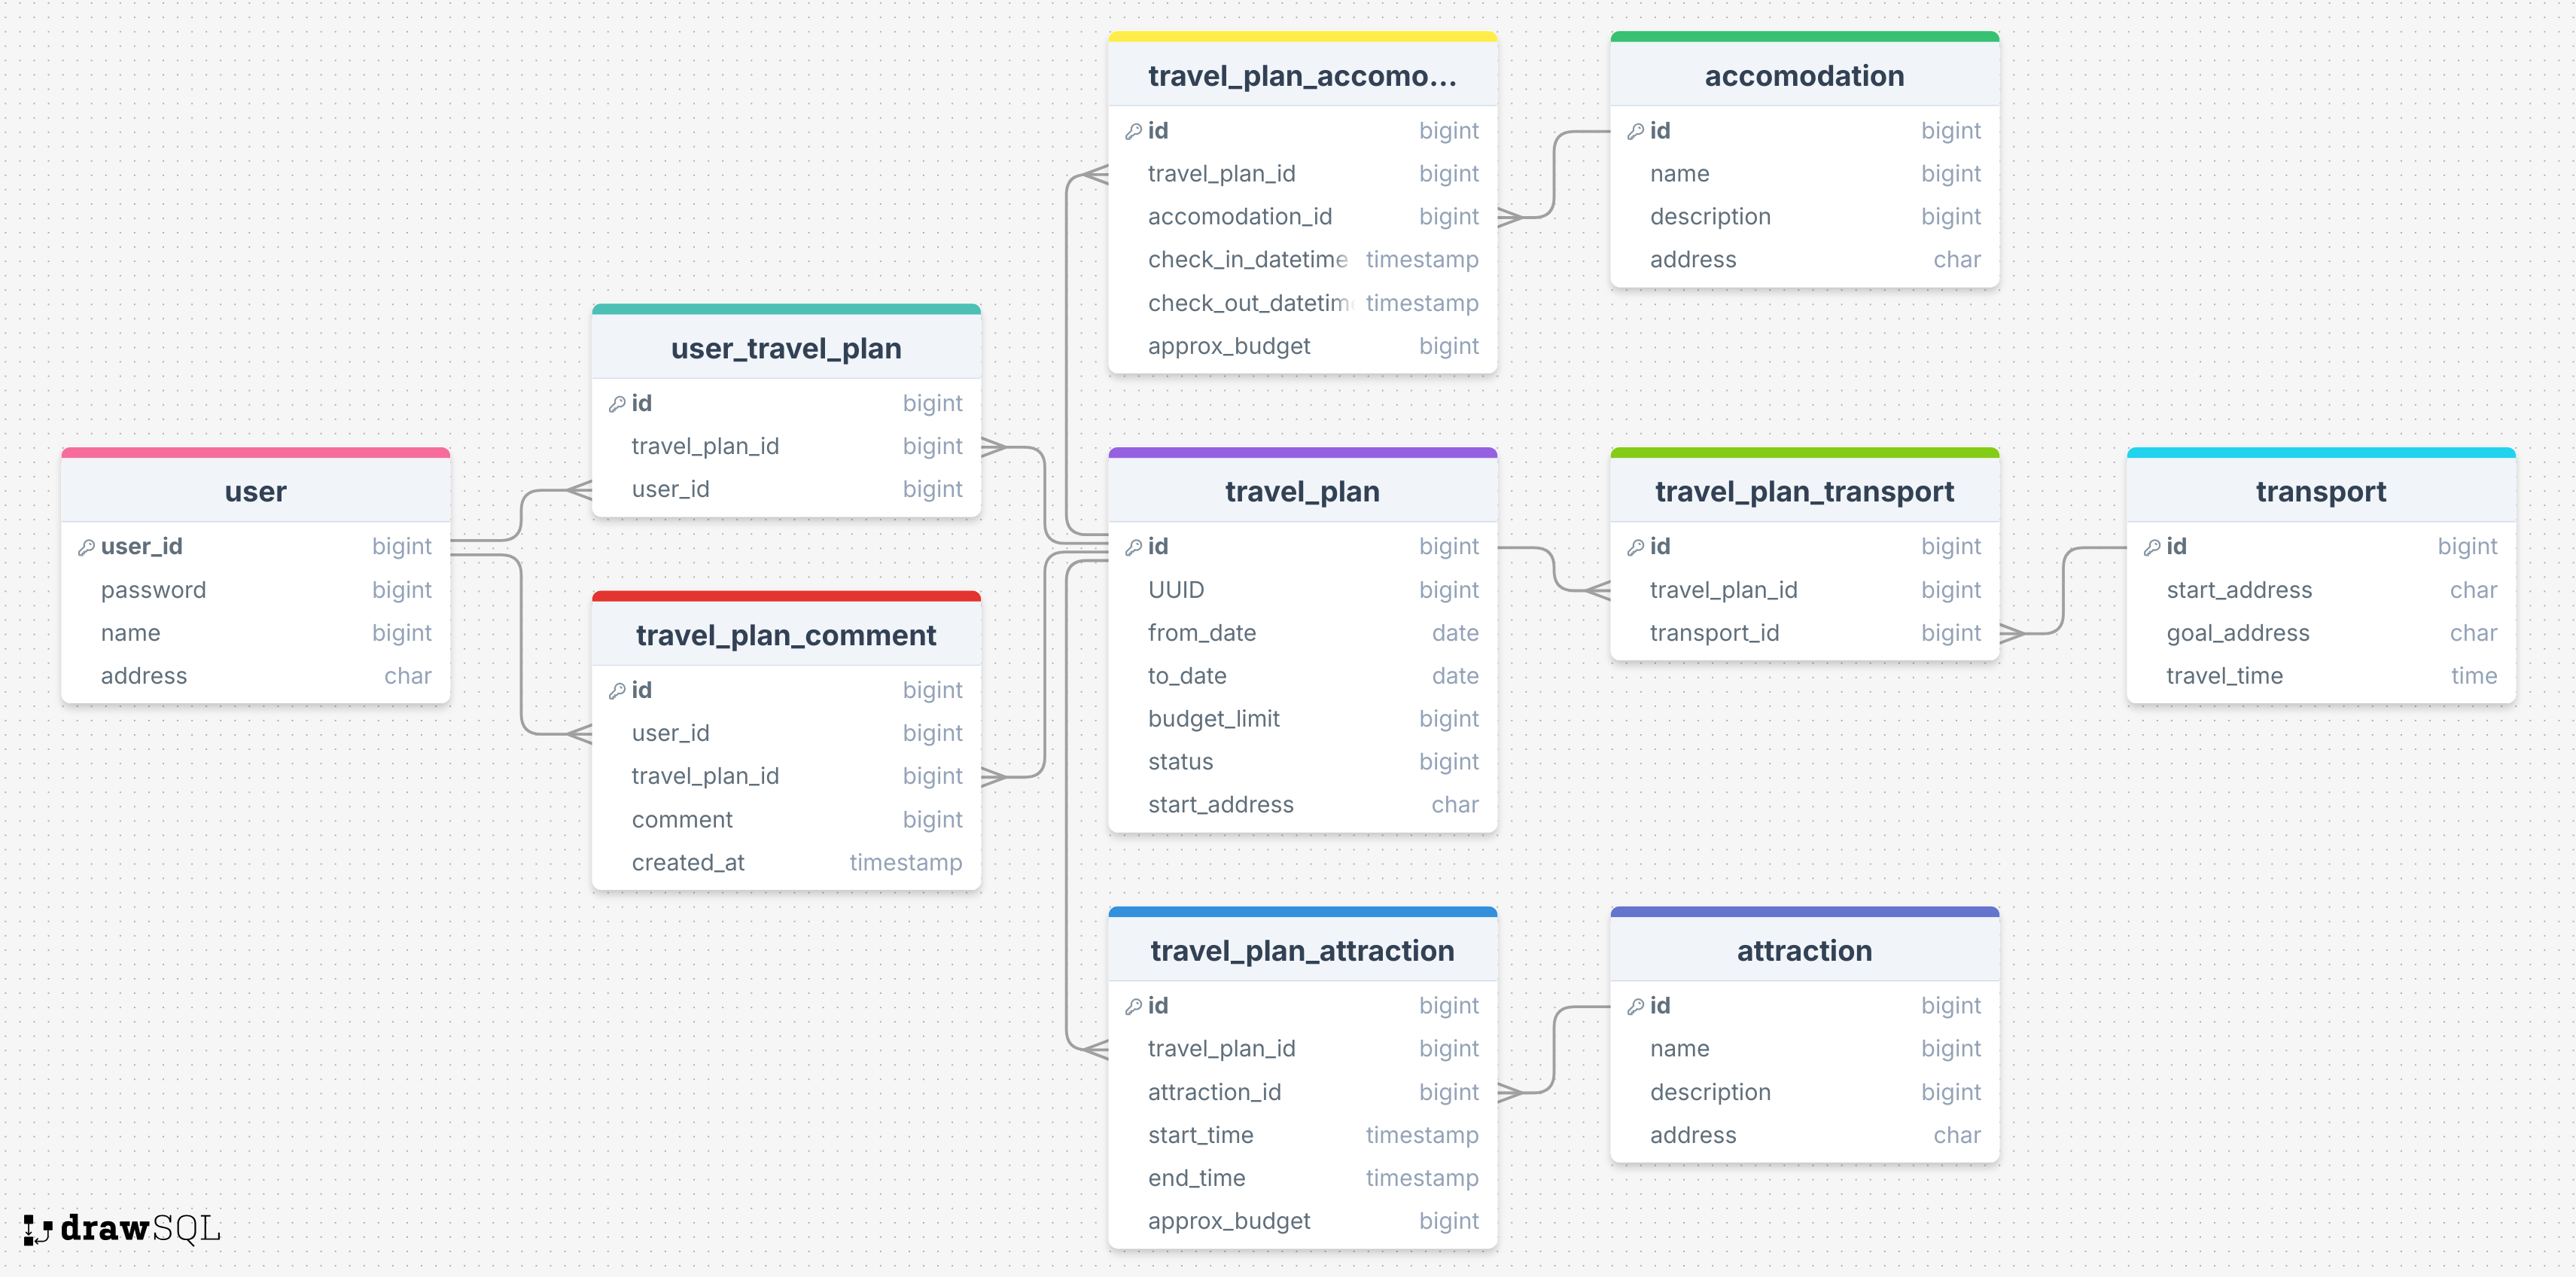 travel_plan_accomo...
id bigint
travel_plan_id bigint
accomodation_id bigint
check_in_datetime timestamp
check_out_datetim timestamp
approx_budget bigint
accomodation
id bigint
name bigint
description bigint
address char
user_travel_plan
id bigint
travel_plan_id bigint
user_id bigint
user
user_id bigint
password bigint
name bigint
address char
travel_plan_comment
id bigint
user_id bigint
travel_plan_id bigint
comment bigint
created_at timestamp
travel_plan
id bigint
UUID bigint
from_date date
to_date date
budget_limit bigint
status bigint
start_address char
travel_plan_transport
id bigint
travel_plan_id bigint
transport_id bigint
transport
id bigint
start_address char
goal_address char
travel_time time
travel_plan_attraction
id bigint
travel_plan_id bigint
attraction_id bigint
start_time timestamp
end_time timestamp
approx_budget bigint
attraction
id bigint
name bigint
description bigint
address char
drawSQL